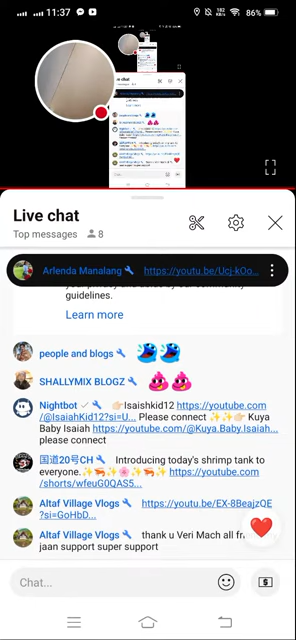 11:37
182 KB/s
86%
Live chat
Top messages 8
Arlenda Manalang https://youtu.be/Ucj-kOo...
guidelines.
Learn more
people and blogs
SHALLYMIX BLOGZ
Nightbot 👉🏻Isaishkid12 https://youtube.com
/@IsaiahKid12?si=U... Please connect ✨✨👉🏻 Kuya
Baby Isaiah https://youtube.com/@Kuya.Baby.Isaiah...
please connect
国道20号CH Introducing today's shrimp tank to
everyone.✨🦐✨🌸✨🦐✨ https://youtube.com
/shorts/wfeuG0QAS5...
Altaf Village Vlogs https://youtu.be/EX-8BeajzQE
?si=GoHbD...
Altaf Village Vlogs thank u Veri Mach all fr
jaan support super support
Chat...